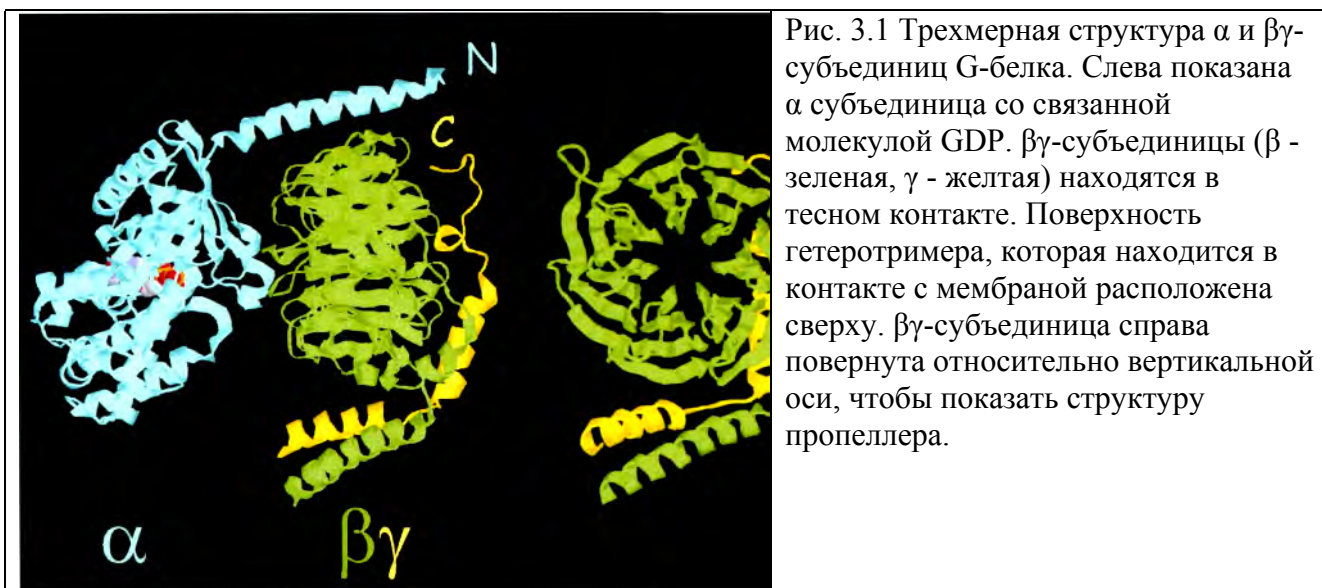 N
C
α
βγ
Рис. 3.1 Трехмерная структура α и βγ-
субъединиц G-белка. Слева показана
α субъединица со связанной
молекулой GDP. βγ-субъединицы (β -
зеленая, γ - желтая) находятся в
тесном контакте. Поверхность
гетеротримера, которая находится в
контакте с мембраной расположена
сверху. βγ-субъединица справа
повернута относительно вертикальной
оси, чтобы показать структуру
пропеллера.